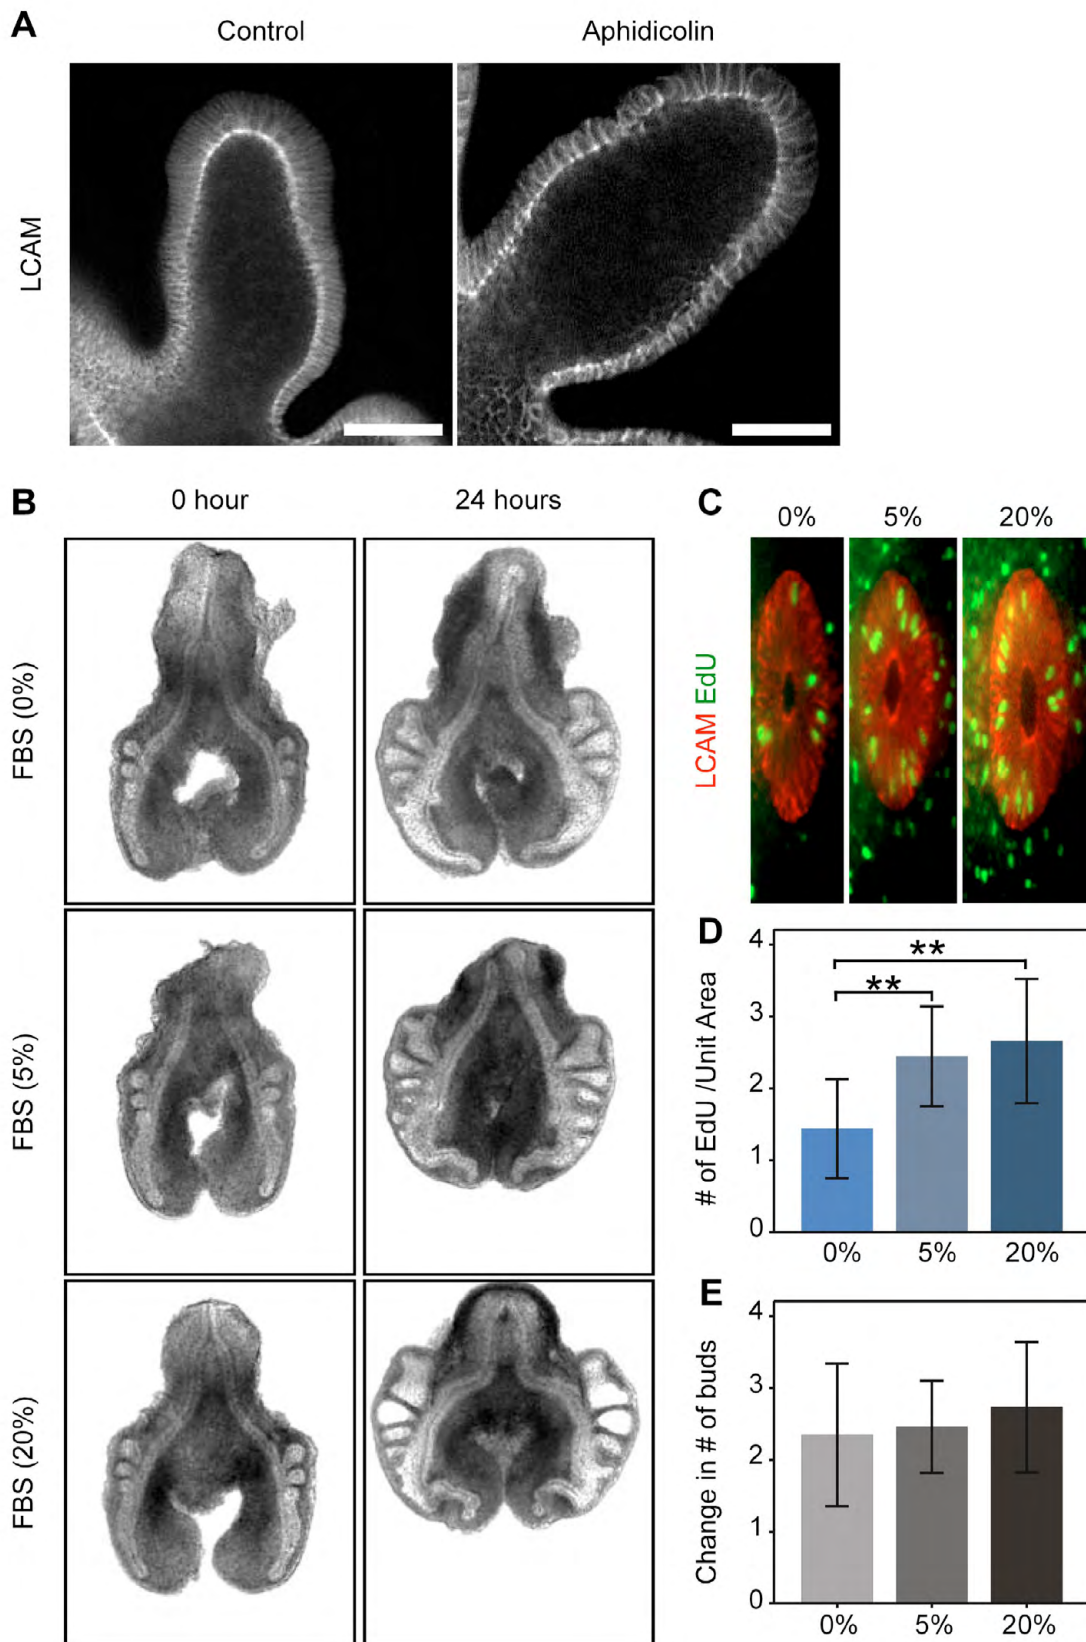 A
Control
Aphidicolin
LCAM
B
0 hour
24 hours
FBS (0%)
FBS (5%)
FBS (20%)
C
0%
5%
20%
LCAM EdU
D
# of EdU /Unit Area
4
3
2
1
0
**
**
0%
5%
20%
E
Change in # of buds
4
3
2
1
0
0%
5%
20%